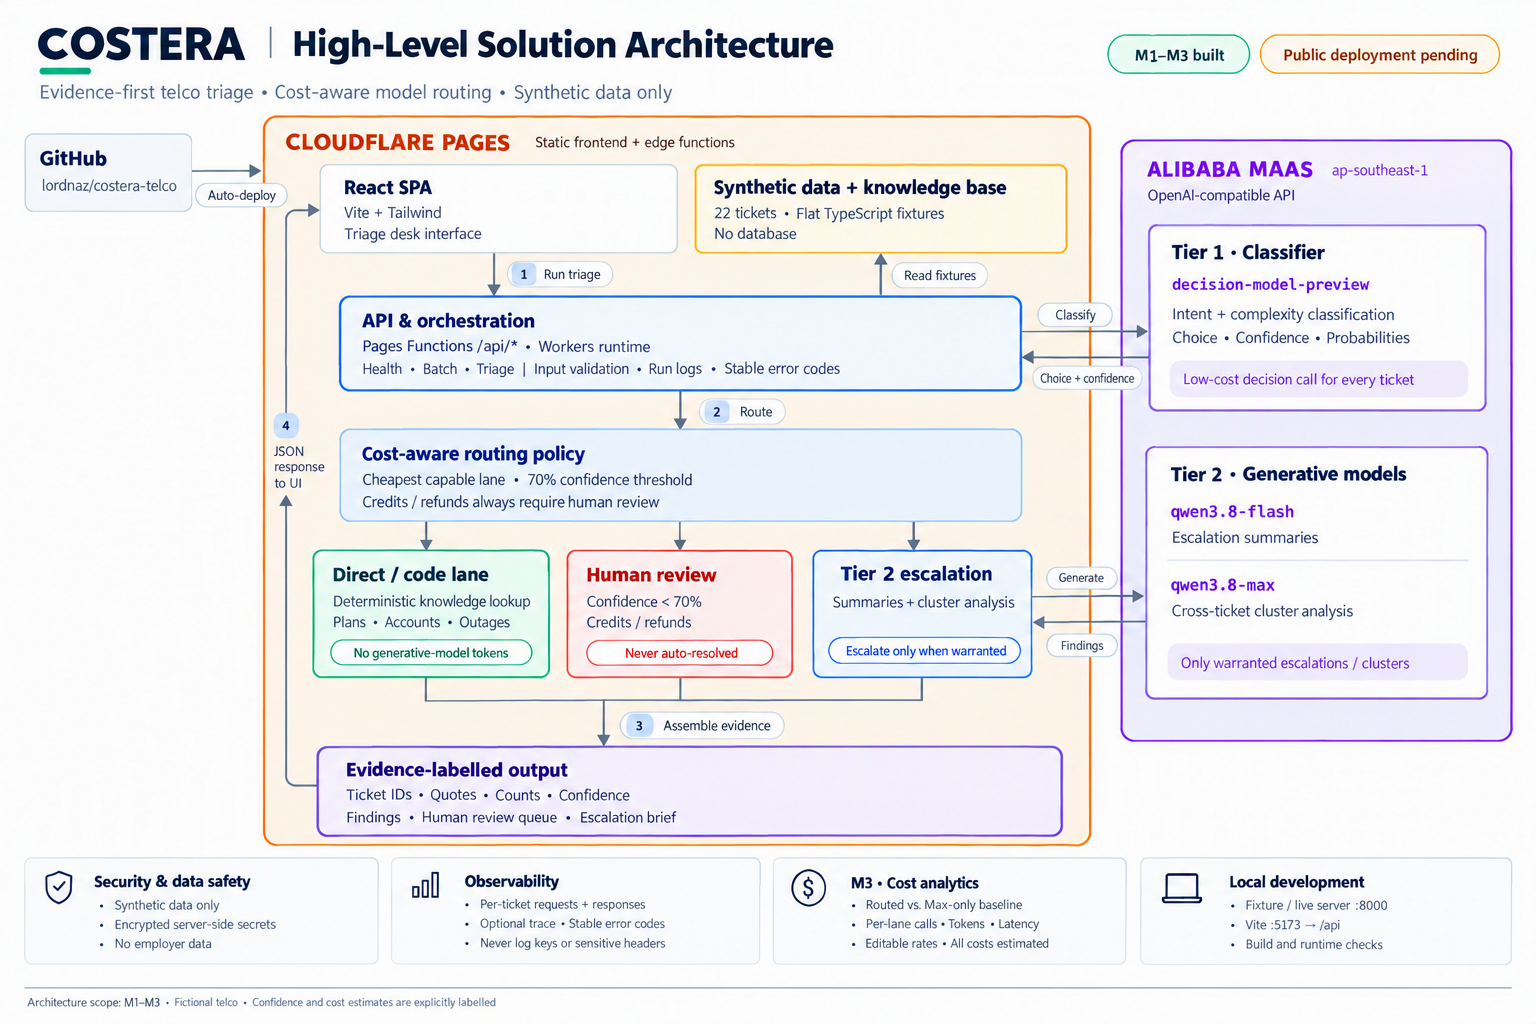 COSTERA | High-Level Solution Architecture
M1–M3 built
Public deployment pending
Evidence-first telco triage • Cost-aware model routing • Synthetic data only
GitHub
lordnaz/costera-telco
Auto-deploy
CLOUDFLARE PAGES
Static frontend + edge functions
React SPA
Vite + Tailwind
Triage desk interface
Synthetic data + knowledge base
22 tickets • Flat TypeScript fixtures
No database
1 Run triage
Read fixtures
API & orchestration
Pages Functions /api/* • Workers runtime
Health • Batch • Triage | Input validation • Run logs • Stable error codes
Classify
Choice + confidence
2 Route
4
JSON
response
to UI
Cost-aware routing policy
Cheapest capable lane • 70% confidence threshold
Credits / refunds always require human review
Direct / code lane
Deterministic knowledge lookup
Plans • Accounts • Outages
No generative-model tokens
Human review
Confidence < 70%
Credits / refunds
Never auto-resolved
Tier 2 escalation
Summaries + cluster analysis
Escalate only when warranted
Generate
Findings
3 Assemble evidence
Evidence-labelled output
Ticket IDs • Quotes • Counts • Confidence
Findings • Human review queue • Escalation brief
ALIBABA MAAS
ap-southeast-1
OpenAI-compatible API
Tier 1 • Classifier
decision-model-preview
Intent + complexity classification
Choice • Confidence • Probabilities
Low-cost decision call for every ticket
Tier 2 • Generative models
qwen3.8-flash
Escalation summaries
qwen3.8-max
Cross-ticket cluster analysis
Only warranted escalations / clusters
Security & data safety
• Synthetic data only
• Encrypted server-side secrets
• No employer data
Observability
• Per-ticket requests + responses
• Optional trace • Stable error codes
• Never log keys or sensitive headers
M3 • Cost analytics
• Routed vs. Max-only baseline
• Per-lane calls • Tokens • Latency
• Editable rates • All costs estimated
Local development
• Fixture / live server :8000
• Vite :5173 → /api
• Build and runtime checks
Architecture scope: M1–M3 • Fictional telco • Confidence and cost estimates are explicitly labelled